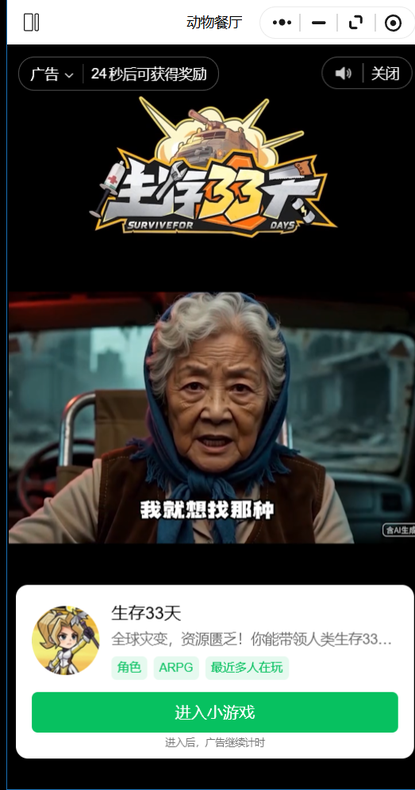 动物餐厅
广告
24秒后可获得奖励
关闭
生存33天
SURVIVEFOR
DAYS
我就想找那种
含AI生成
生存33天
全球灾变，资源匮乏！你能带领人类生存33…
角色
ARPG
最近多人在玩
进入小游戏
进入后，广告继续计时